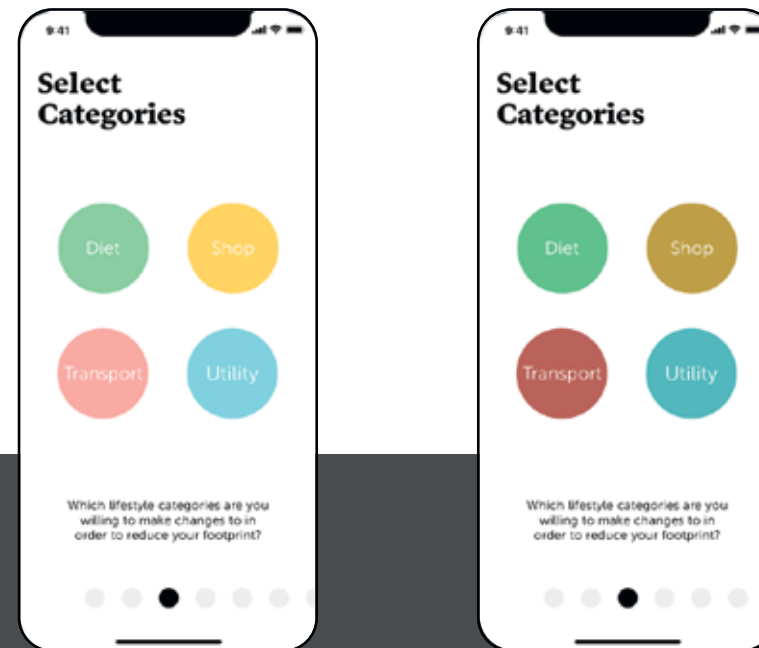 9:41
Select
Categories
Diet
Shop
Transport
Utility
Which lifestyle categories are you
willing to make changes to in
order to reduce your footprint?
9:41
Select
Categories
Diet
Shop
Transport
Utility
Which lifestyle categories are you
willing to make changes to in
order to reduce your footprint?